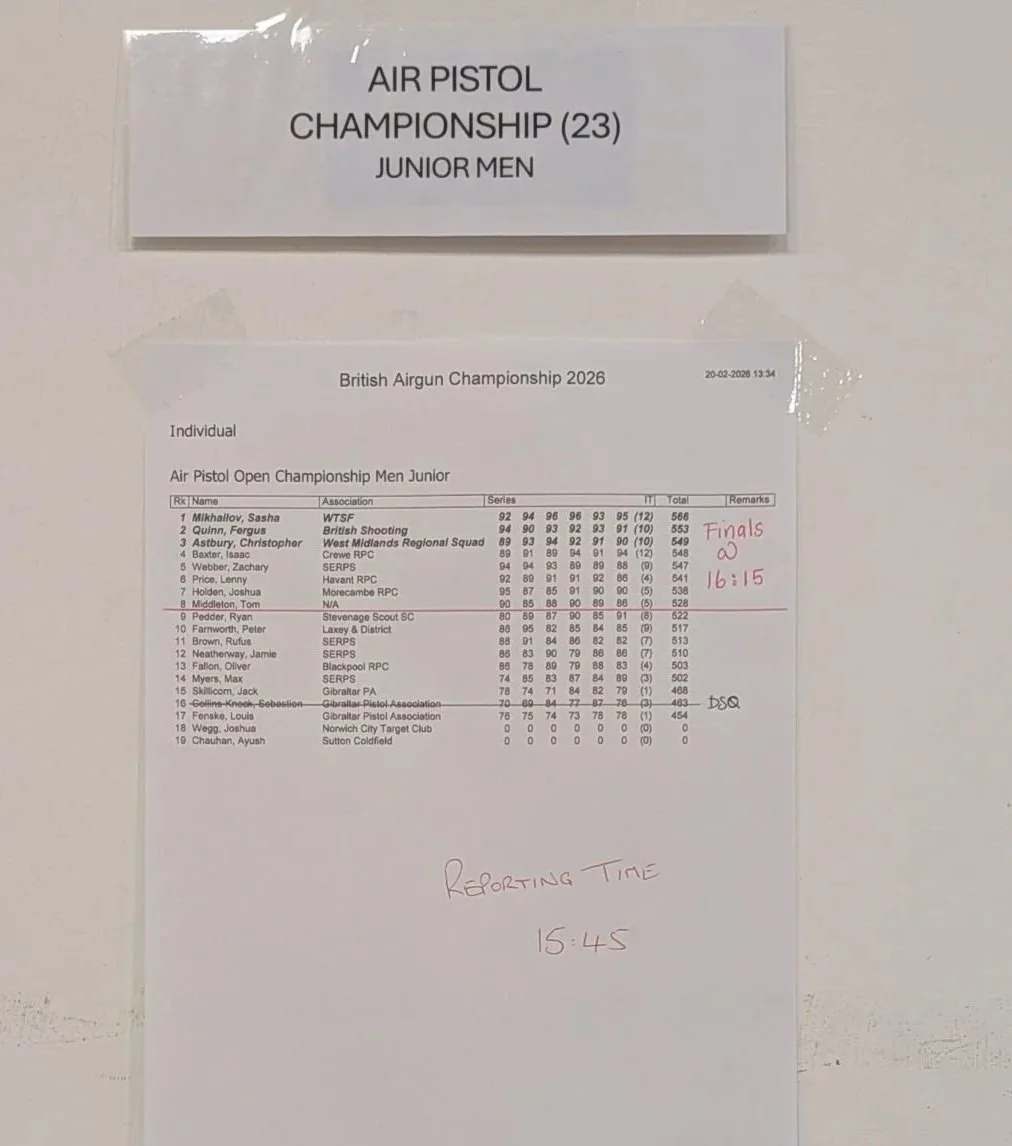 AIR PISTOL
CHAMPIONSHIP (23)
JUNIOR MEN
British Airgun Championship 2026
20-02-2026 13:34
Individual
Air Pistol Open Championship Men Junior
Rk Name Association Series IT Total Remarks
1 Mikhailov, Sasha WTSF 92 94 96 96 93 95 (12) 566
2 Quinn, Fergus British Shooting 94 90 93 92 93 91 (10) 553
3 Astbury, Christopher West Midlands Regional Squad 89 93 94 92 91 90 (10) 549
4 Baxter, Isaac Crewe RPC 89 91 89 94 91 94 (12) 548
5 Webber, Zachary SERPS 94 94 93 89 89 88 (9) 547
6 Price, Lenny Havant RPC 92 89 91 91 92 86 (4) 541
7 Holden, Joshua Morecambe RPC 95 87 85 91 90 90 (5) 538
8 Middleton, Tom N/A 90 85 88 90 89 86 (5) 528
9 Pedder, Ryan Stevenage Scout SC 80 89 87 90 85 91 (8) 522
10 Farnworth, Peter Laxey & District 86 95 82 85 84 85 (9) 517
11 Brown, Rufus SERPS 88 91 84 86 82 82 (7) 513
12 Neatherway, Jamie SERPS 86 83 90 79 86 86 (7) 510
13 Fallon, Oliver Blackpool RPC 86 78 89 79 88 83 (4) 503
14 Myers, Max SERPS 74 85 83 87 84 89 (3) 502
15 Skillicorn, Jack Gibraltar PA 78 74 71 84 82 79 (1) 468
16 Collins-Knock, Sebastion Gibraltar Pistol Association 70 69 84 77 87 76 (3) 463 DSQ
17 Fenske, Louis Gibraltar Pistol Association 76 75 74 73 78 78 (1) 454
18 Wegg, Joshua Norwich City Target Club 0 0 0 0 0 0 (0) 0
19 Chauhan, Ayush Sutton Coldfield 0 0 0 0 0 0 (0) 0
Finals
@
16:15
REPORTING TIME
15:45